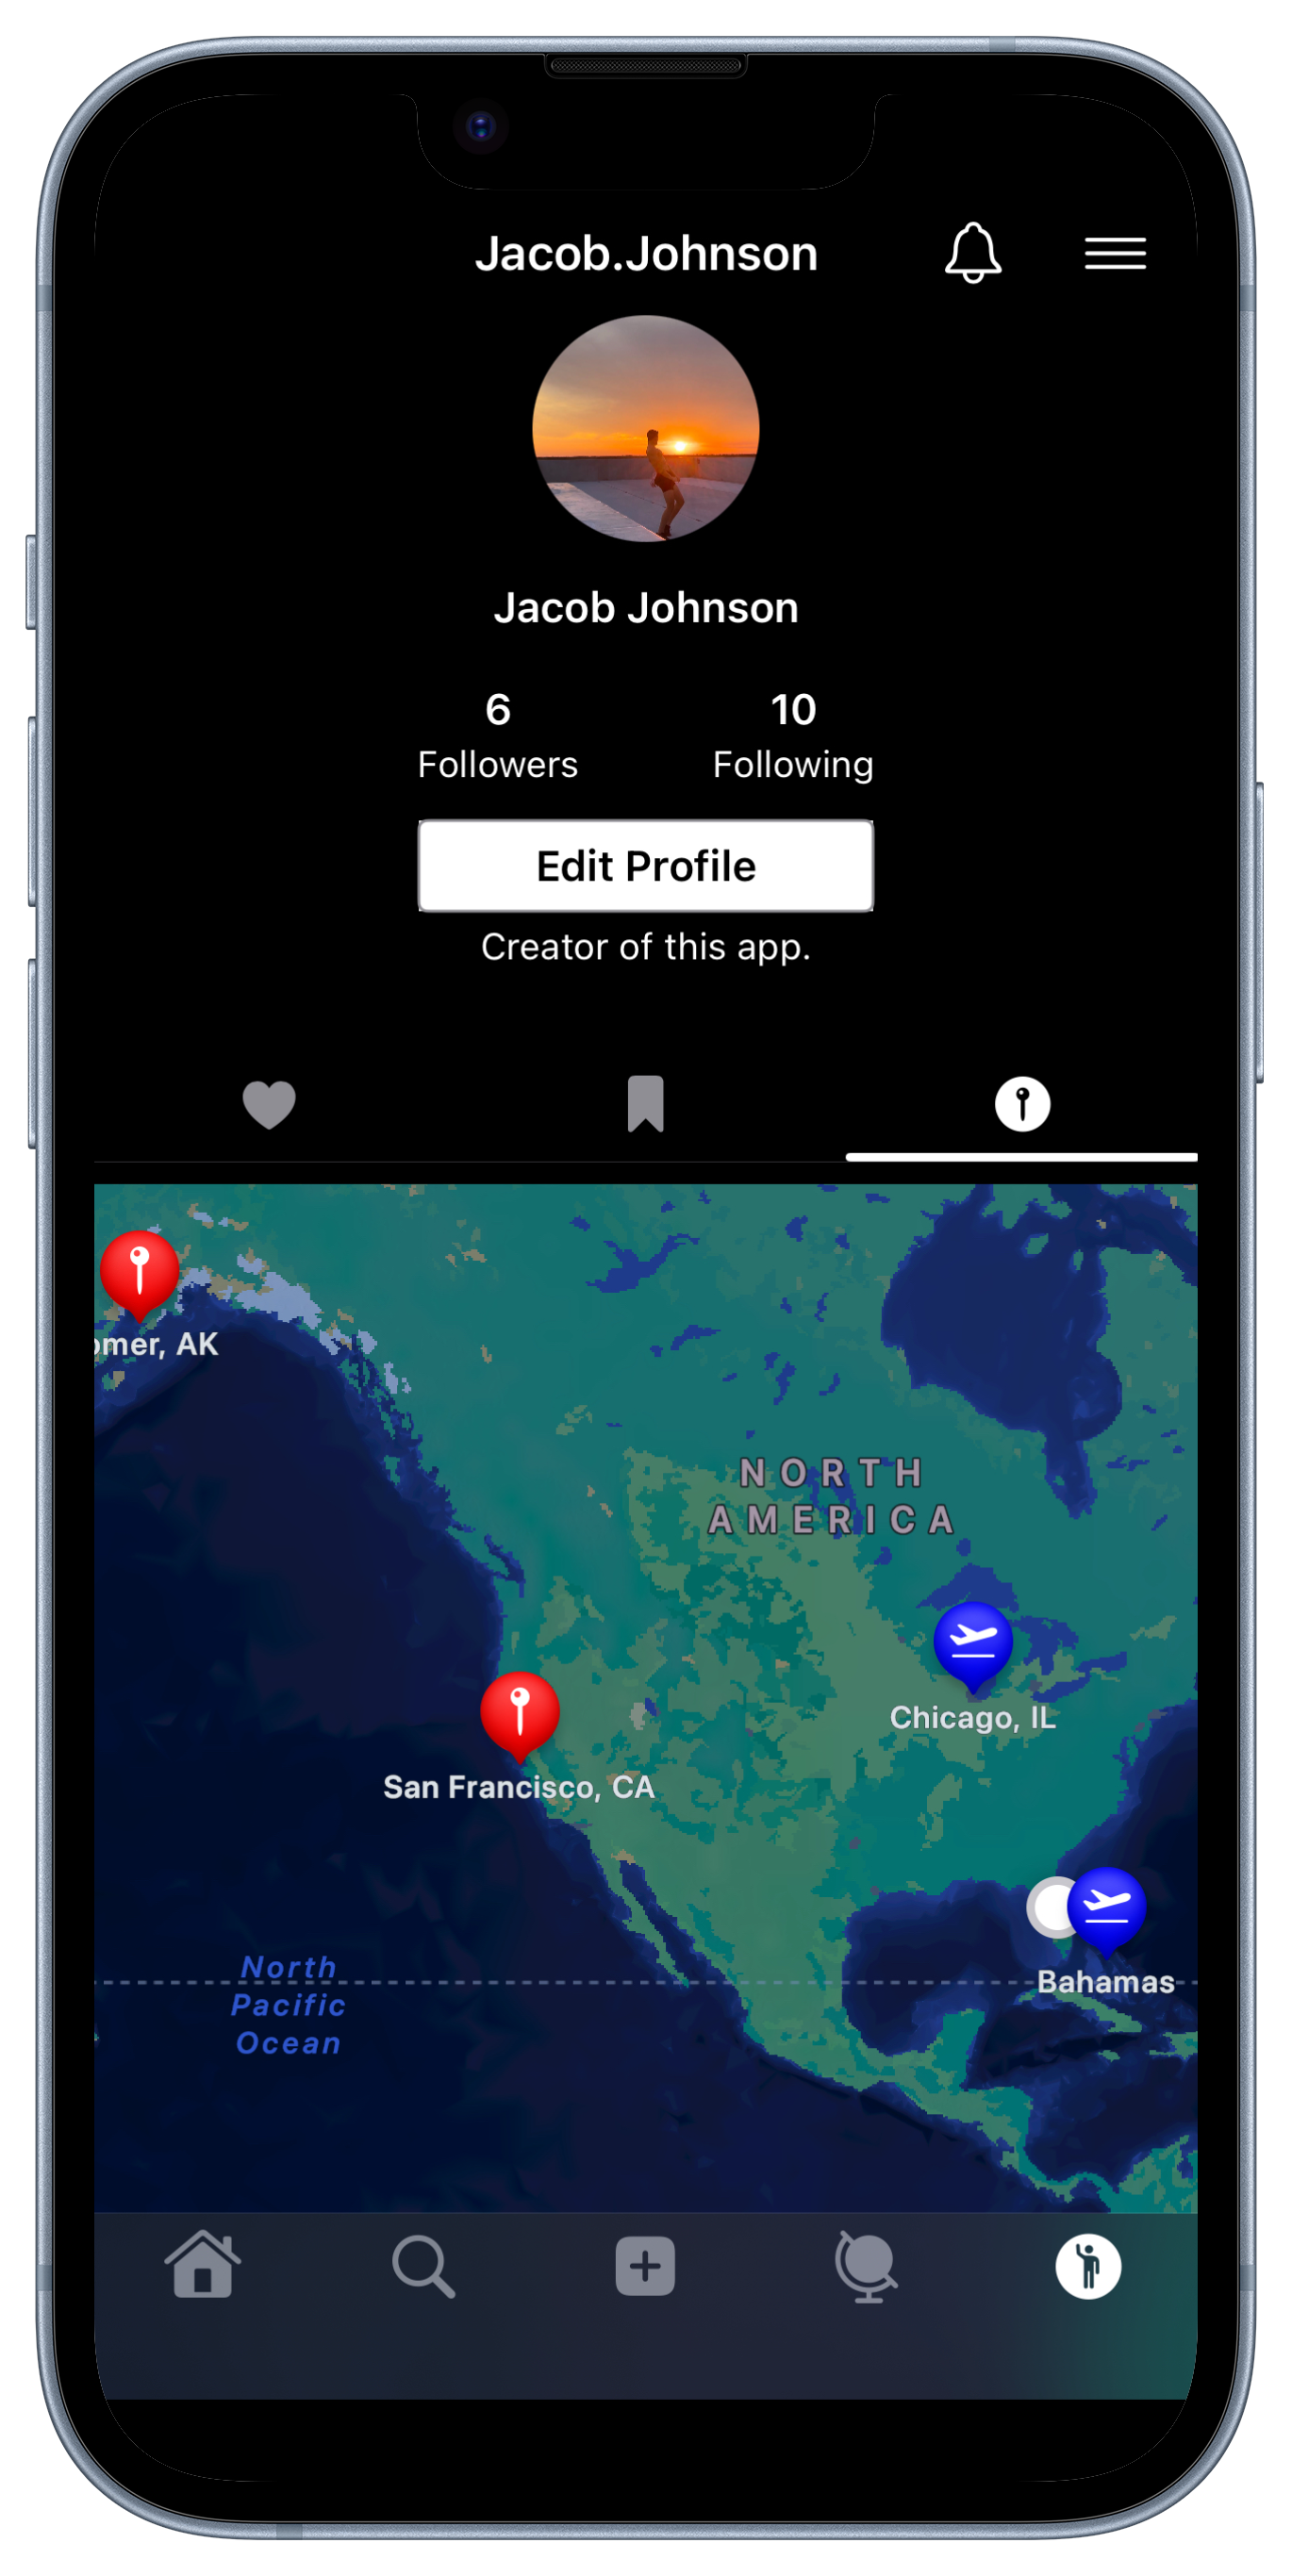 Jacob.Johnson
Jacob Johnson
6 10
Followers Following
Edit Profile
Creator of this app.
omer, AK
NORTH
AMERICA
Chicago, IL
San Francisco, CA
Bahamas
North
Pacific
Ocean